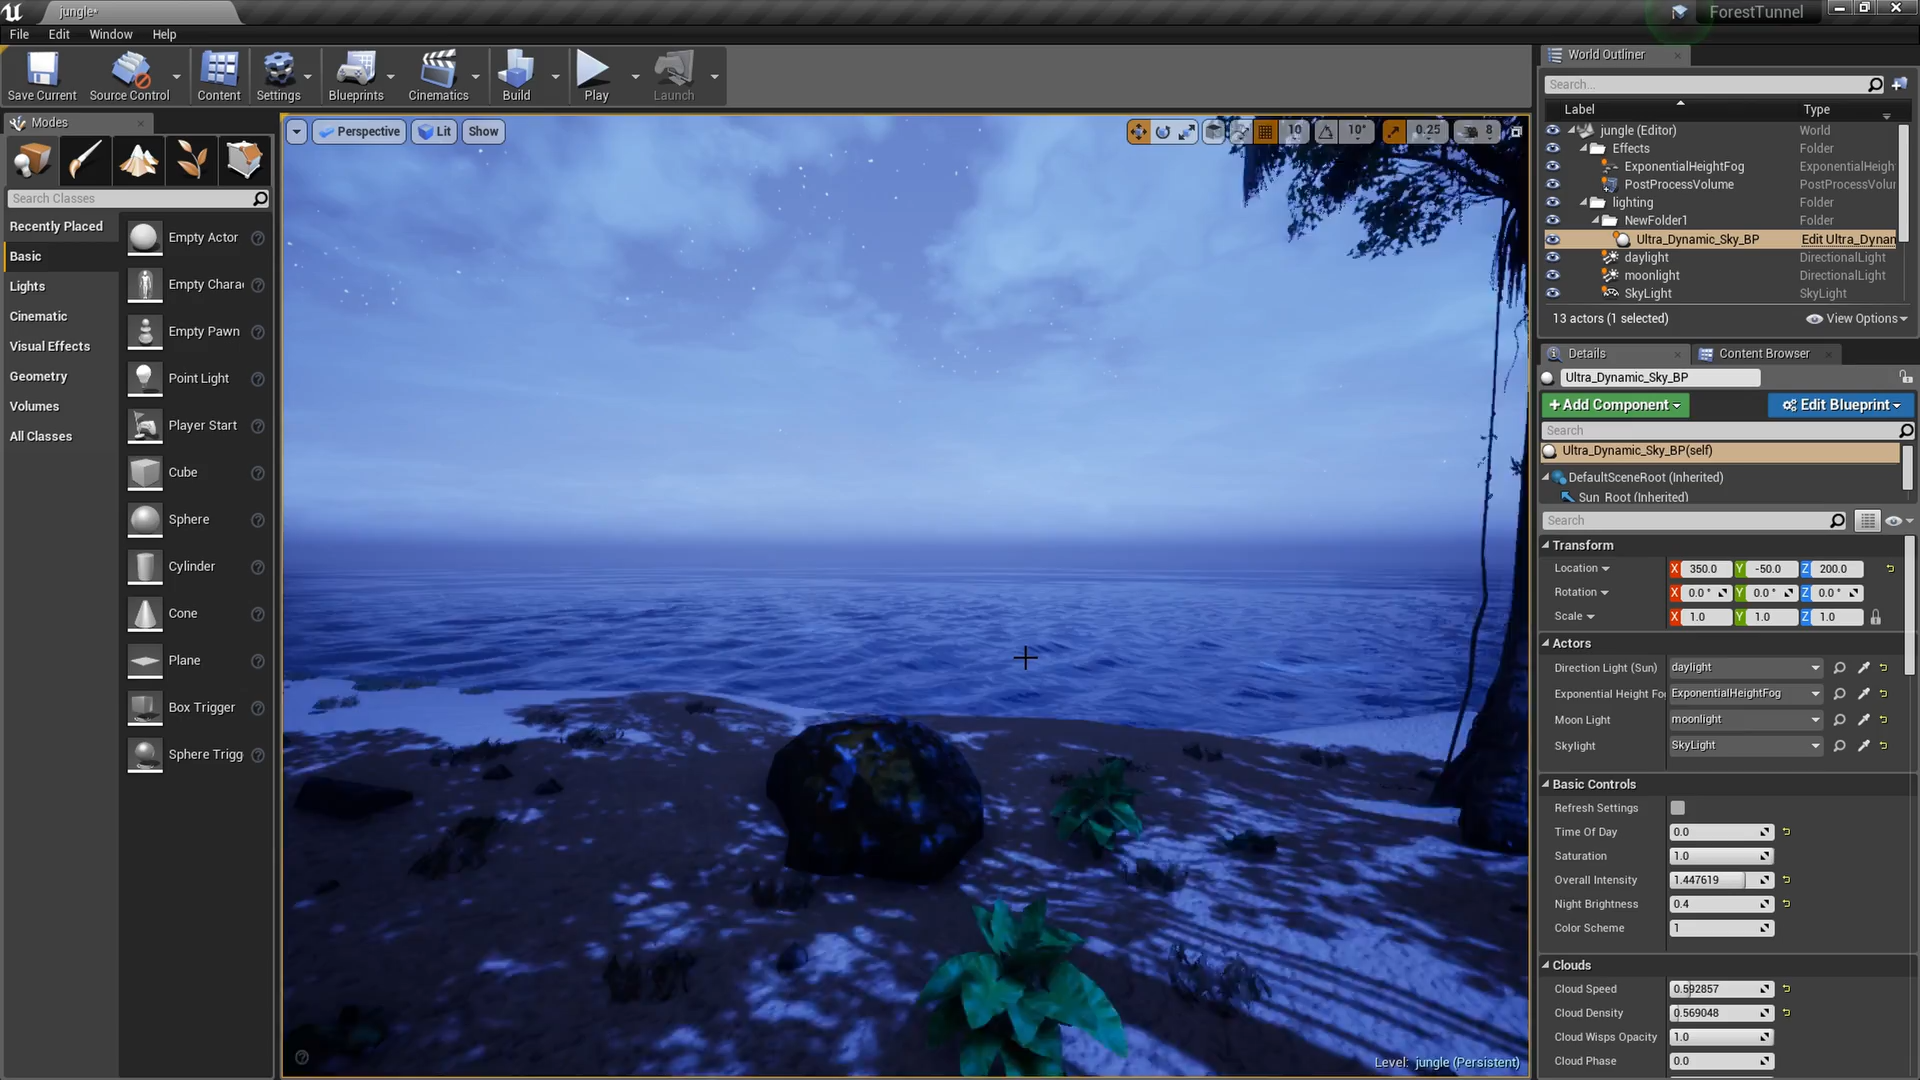 jungle*
ForestTunnel
File Edit Window Help
Save Current
Source Control
Content
Settings
Blueprints
Cinematics
Build
Play
Launch
Modes
Search Classes
Recently Placed
Basic
Lights
Cinematic
Visual Effects
Geometry
Volumes
All Classes
Empty Actor
Empty Chara
Empty Pawn
Point Light
Player Start
Cube
Sphere
Cylinder
Cone
Plane
Box Trigger
Sphere Trigg
Perspective Lit Show
10 10° 0.25 8
Level: jungle (Persistent)
World Outliner
Search...
Label Type
jungle (Editor) World
Effects Folder
ExponentialHeightFog ExponentialHeigh
PostProcessVolume PostProcessVolur
lighting Folder
NewFolder1 Folder
Ultra_Dynamic_Sky_BP Edit Ultra_Dynan
daylight DirectionalLight
moonlight DirectionalLight
SkyLight SkyLight
13 actors (1 selected) View Options
Details Content Browser
Ultra_Dynamic_Sky_BP
+Add Component Edit Blueprint
Search
Ultra_Dynamic_Sky_BP(self)
DefaultSceneRoot (Inherited)
Sun_Root (Inherited)
Search
Transform
Location X 350.0 Y -50.0 Z 200.0
Rotation X 0.0 ° Y 0.0 ° Z 0.0 °
Scale X 1.0 Y 1.0 Z 1.0
Actors
Direction Light (Sun) daylight
Exponential Height Fo ExponentialHeightFog
Moon Light moonlight
Skylight SkyLight
Basic Controls
Refresh Settings
Time Of Day 0.0
Saturation 1.0
Overall Intensity 1.447619
Night Brightness 0.4
Color Scheme 1
Clouds
Cloud Speed 0.592857
Cloud Density 0.569048
Cloud Wisps Opacity 1.0
Cloud Phase 0.0